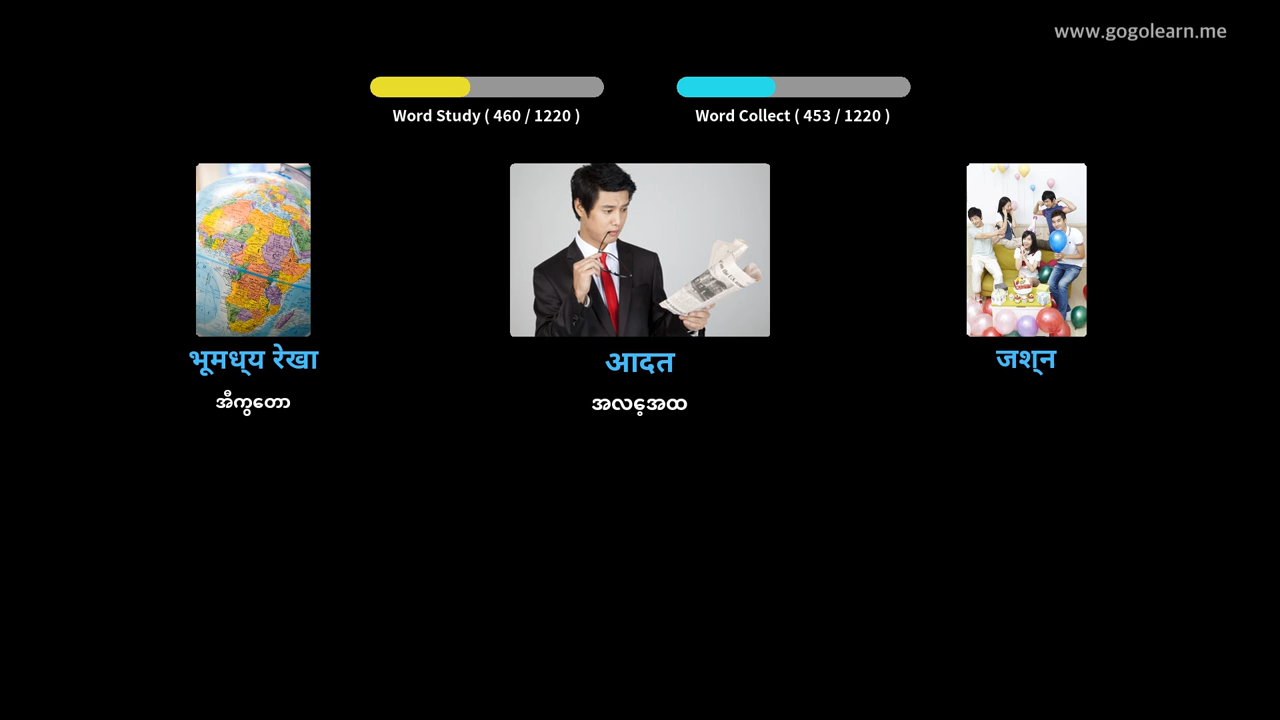 www.gogolearn.me
Word Study ( 460 / 1220 )
Word Collect ( 453 / 1220 )
भूमध्य रेखा
आदत
जश्न
အီကွတော
အလေ့အထ